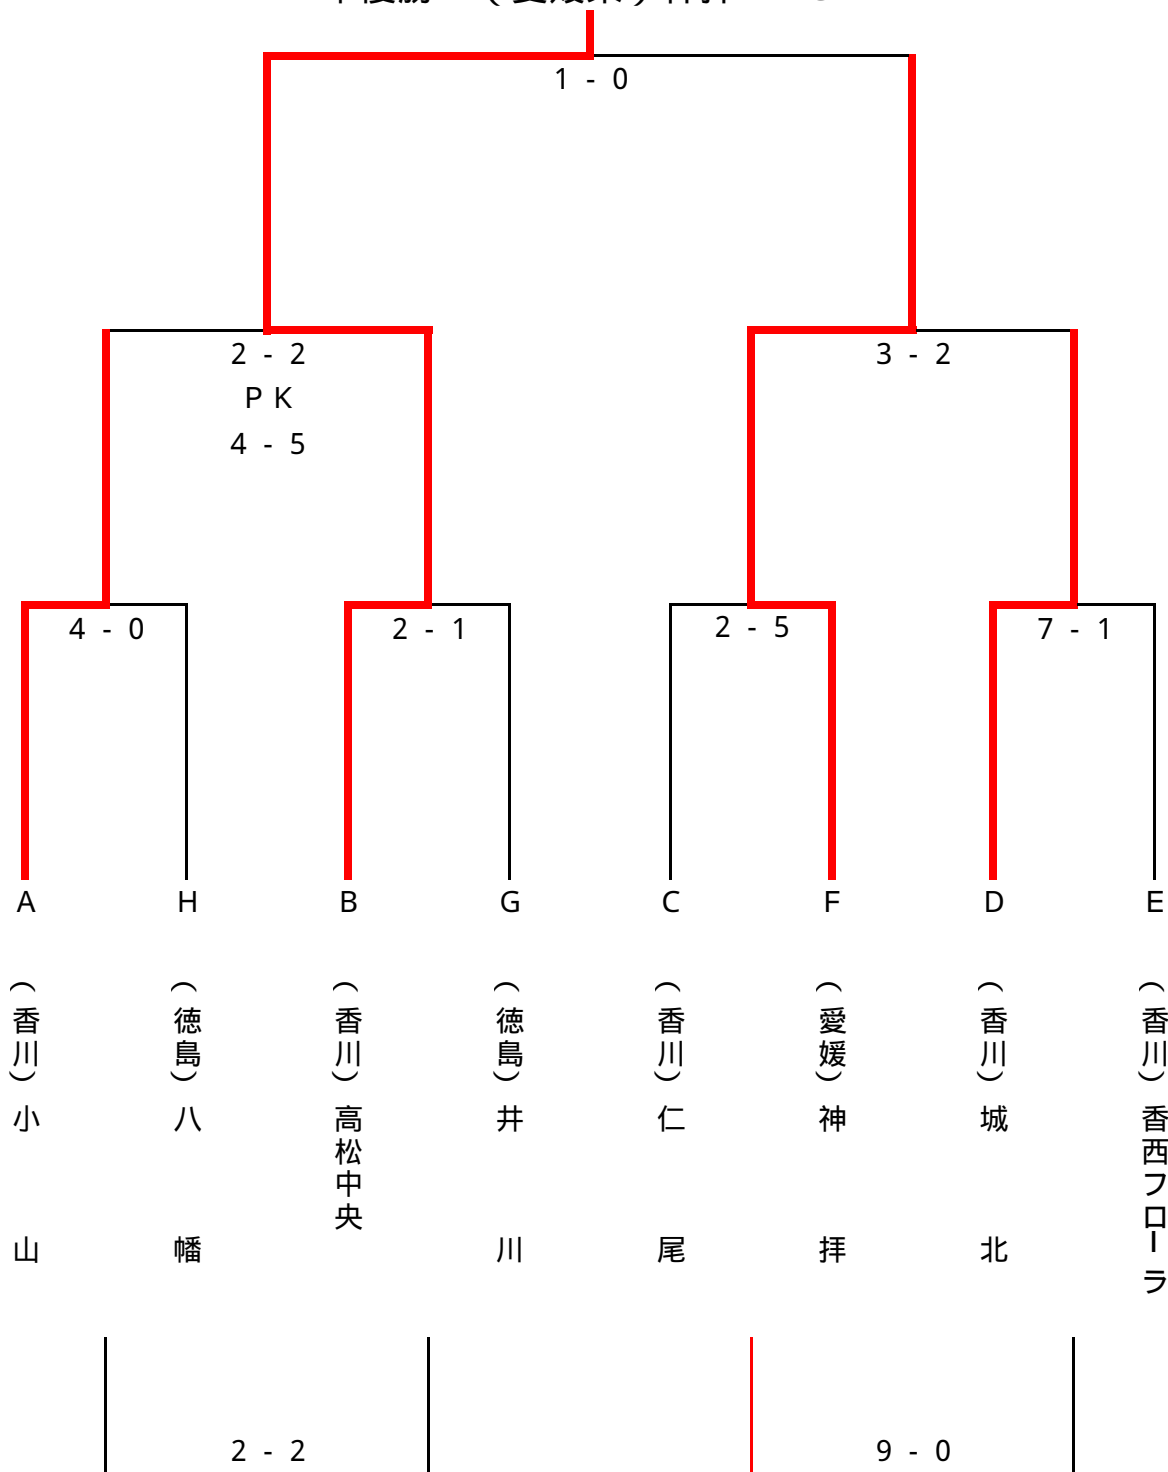 1 - 0
2 - 2
PK
4 - 5
3 - 2
4 - 0
2 - 1
2 - 5
7 - 1
A
H
B
G
C
F
D
E
（香川）小山
（徳島）八幡
（香川）高松中央
（徳島）井川
（香川）仁尾
（愛媛）神拝
（香川）城北
（香川）香西フローラ
2 - 2
9 - 0